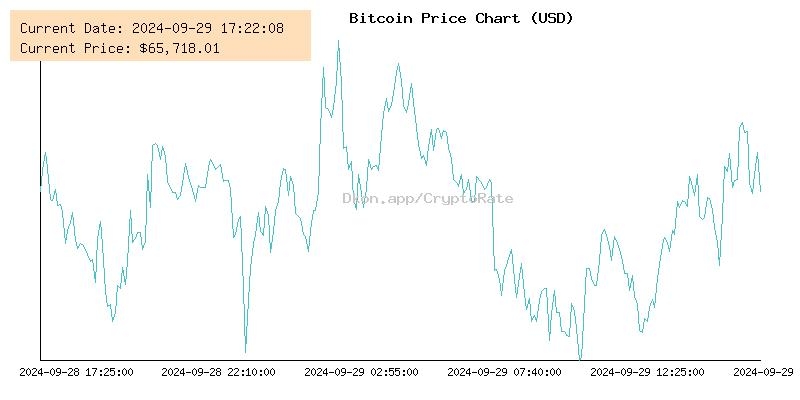 Bitcoin Price Chart (USD)
Current Date: 2024-09-29 17:22:08
Current Price: $65,718.01
Dkon.app/CryptoRate
2024-09-28 17:25:00 2024-09-28 22:10:00 2024-09-29 02:55:00 2024-09-29 07:40:00 2024-09-29 12:25:00 2024-09-29